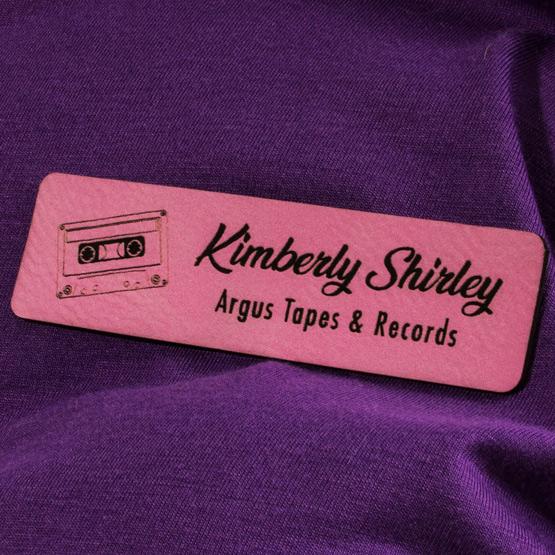 Kimberly Shirley
Argus Tapes & Records